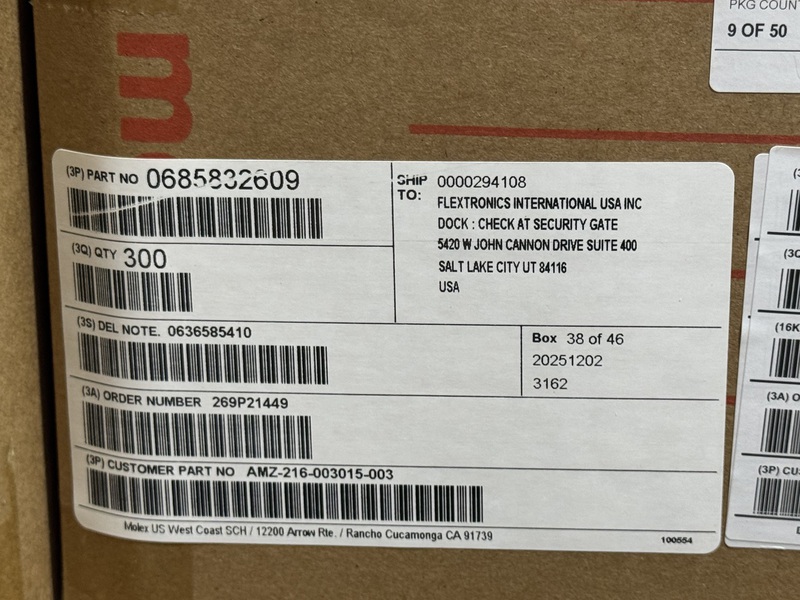 m
PKG COUNT
9 OF 50
(3P) PART NO 0685832609
SHIP TO: 0000294108
FLEXTRONICS INTERNATIONAL USA INC
DOCK : CHECK AT SECURITY GATE
5420 W JOHN CANNON DRIVE SUITE 400
SALT LAKE CITY UT 84116
USA
(3Q) QTY 300
(3S) DEL NOTE. 0636585410
Box 38 of 46
20251202
3162
(3A) ORDER NUMBER 269P21449
(3P) CUSTOMER PART NO AMZ-216-003015-003
Molex US West Coast SCH / 12200 Arrow Rte. / Rancho Cucamonga CA 91739
100554
(16K
(3A) O
(3P) CU